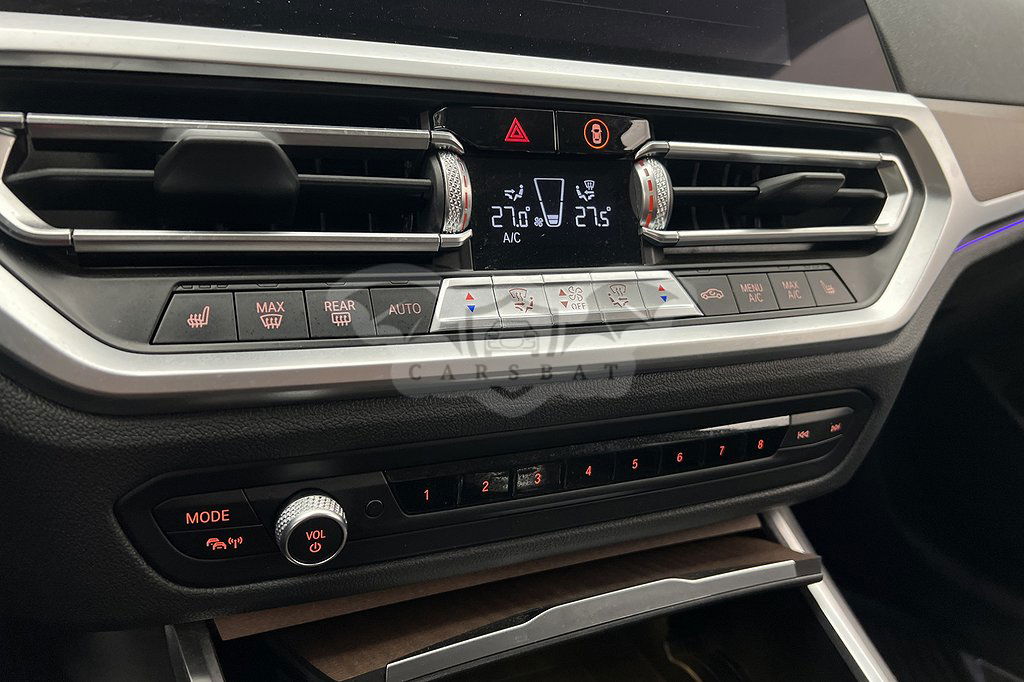 27.0° 27.5°
A/C
MAX REAR AUTO OFF MENU A/C MAX A/C
CARSBAT
1 2 3 4 5 6 7 8
MODE
VOL